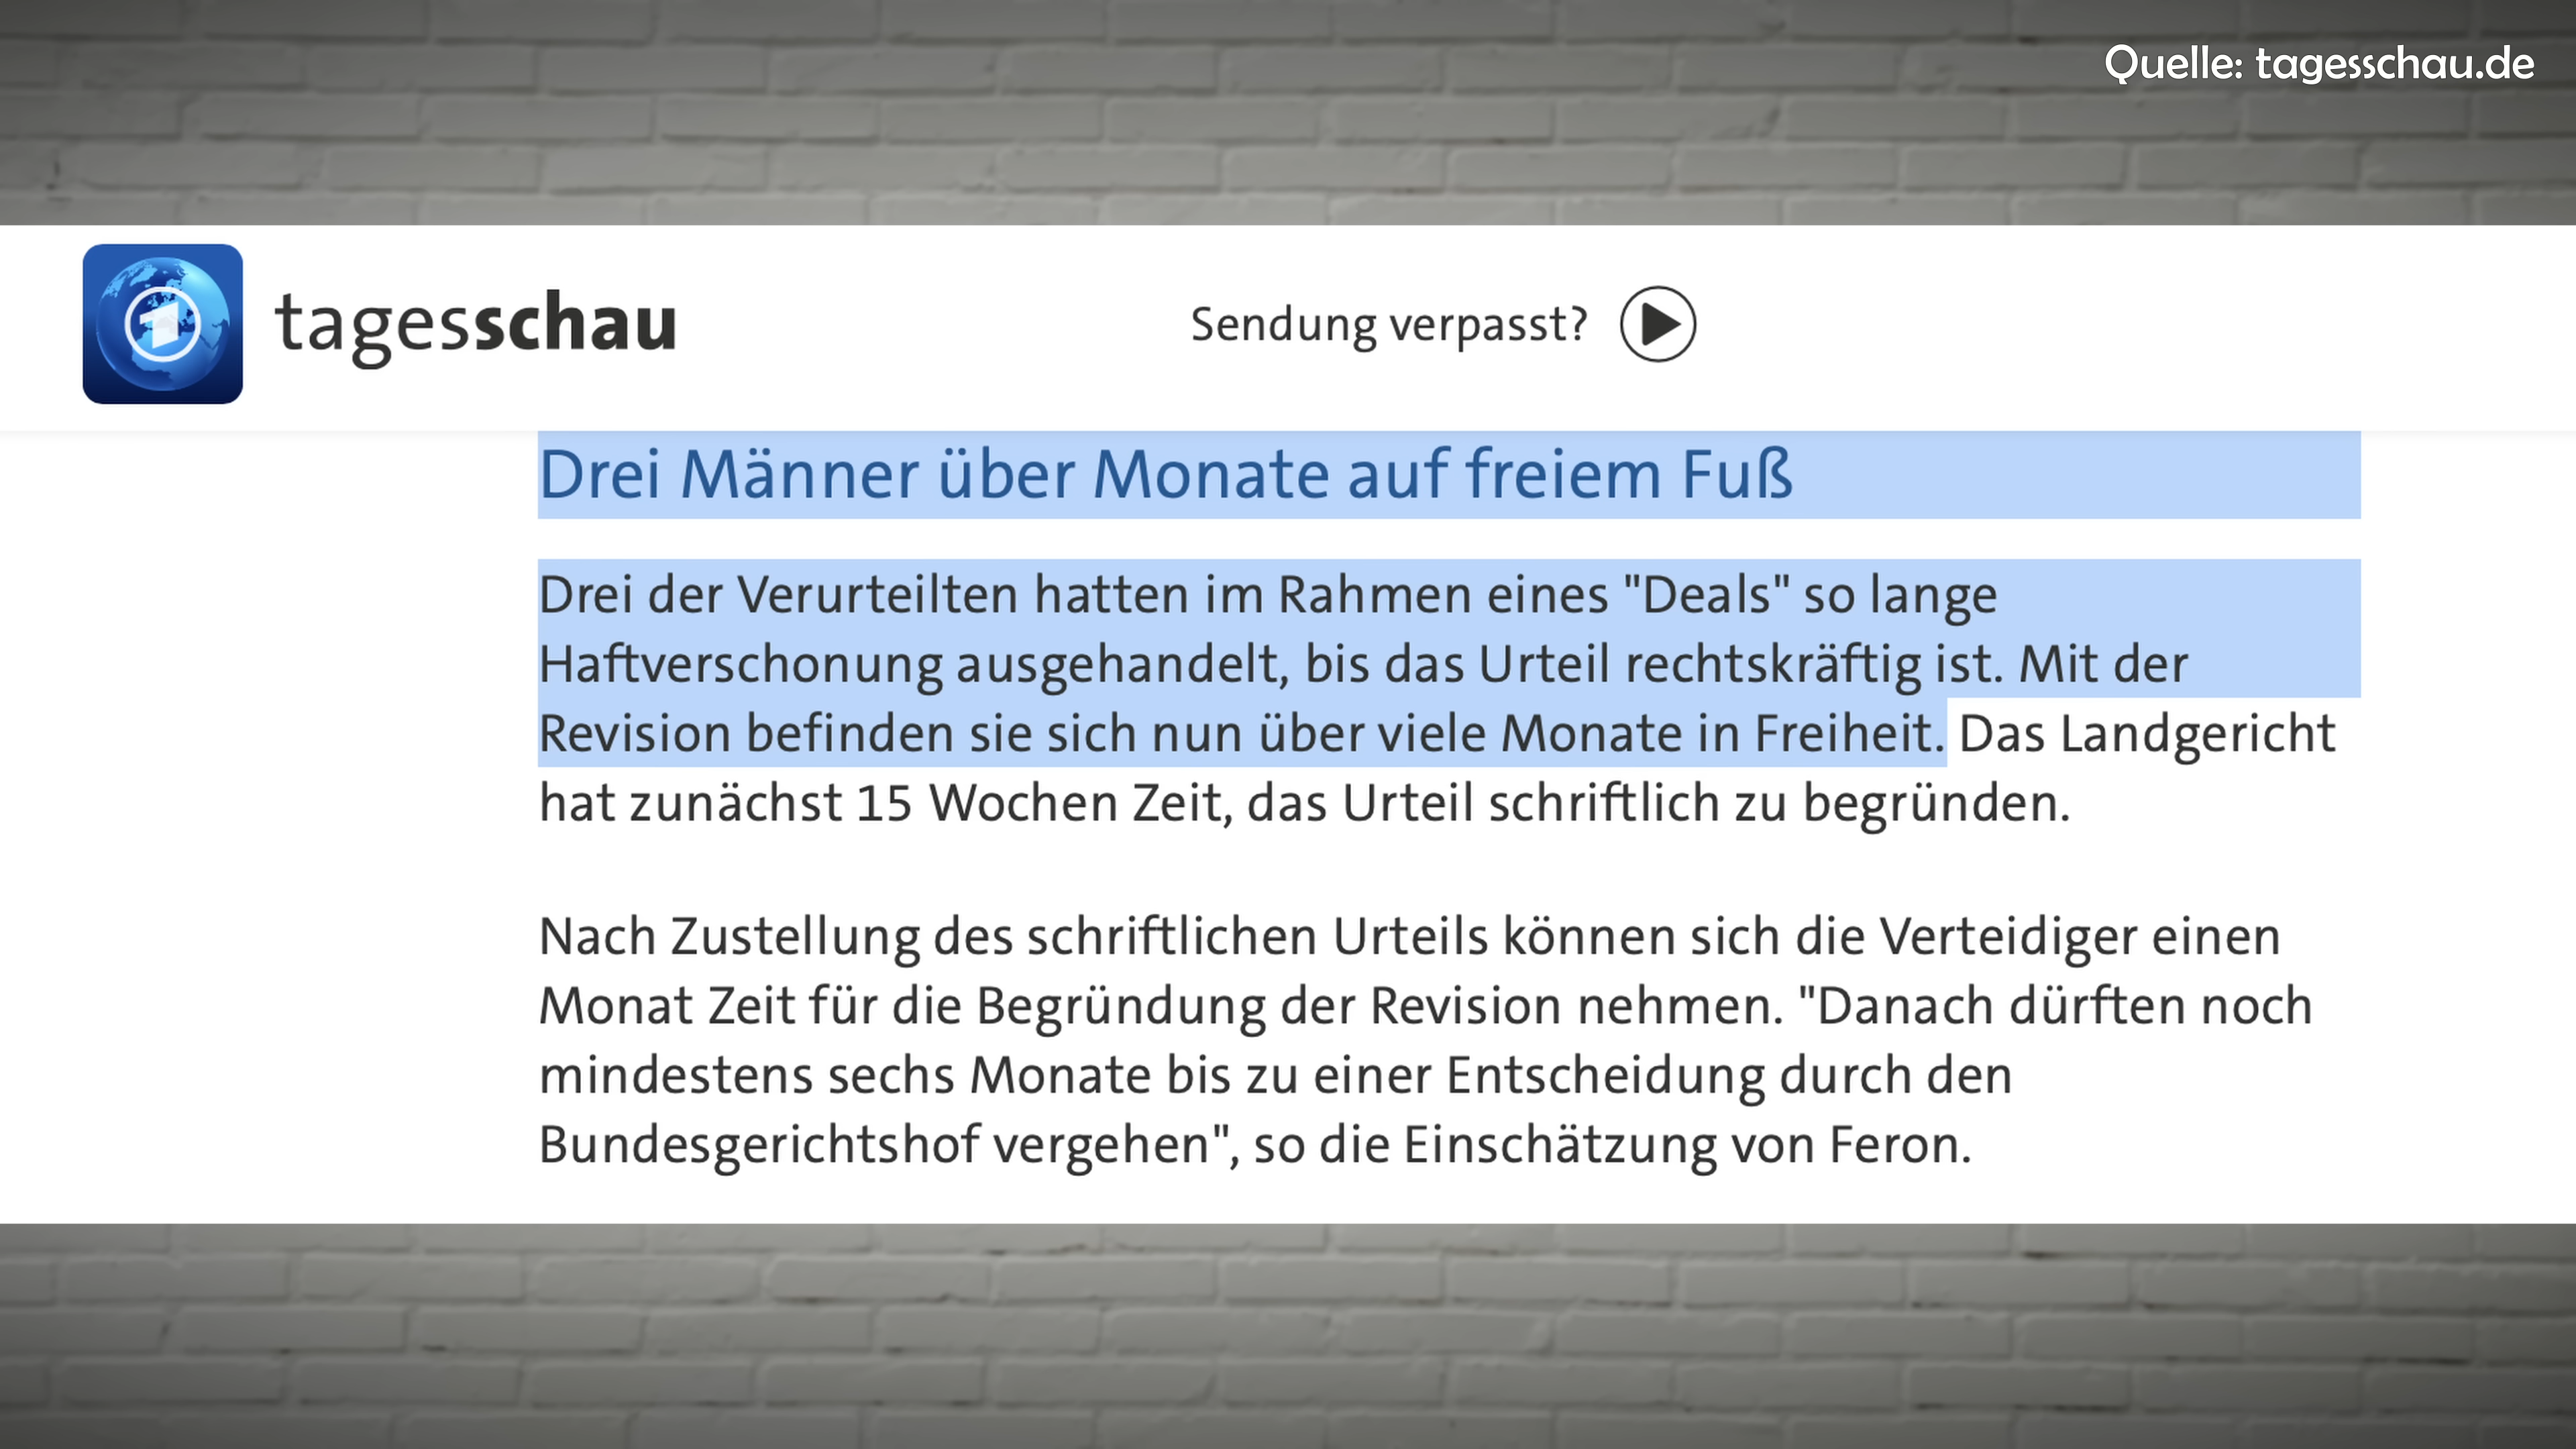 Quelle: tagesschau.de
tagesschau
Sendung verpasst?
Drei Männer über Monate auf freiem Fuß
Drei der Verurteilten hatten im Rahmen eines "Deals" so lange
Haftverschonung ausgehandelt, bis das Urteil rechtskräftig ist. Mit der
Revision befinden sie sich nun über viele Monate in Freiheit. Das Landgericht
hat zunächst 15 Wochen Zeit, das Urteil schriftlich zu begründen.
Nach Zustellung des schriftlichen Urteils können sich die Verteidiger einen
Monat Zeit für die Begründung der Revision nehmen. "Danach dürften noch
mindestens sechs Monate bis zu einer Entscheidung durch den
Bundesgerichtshof vergehen", so die Einschätzung von Feron.